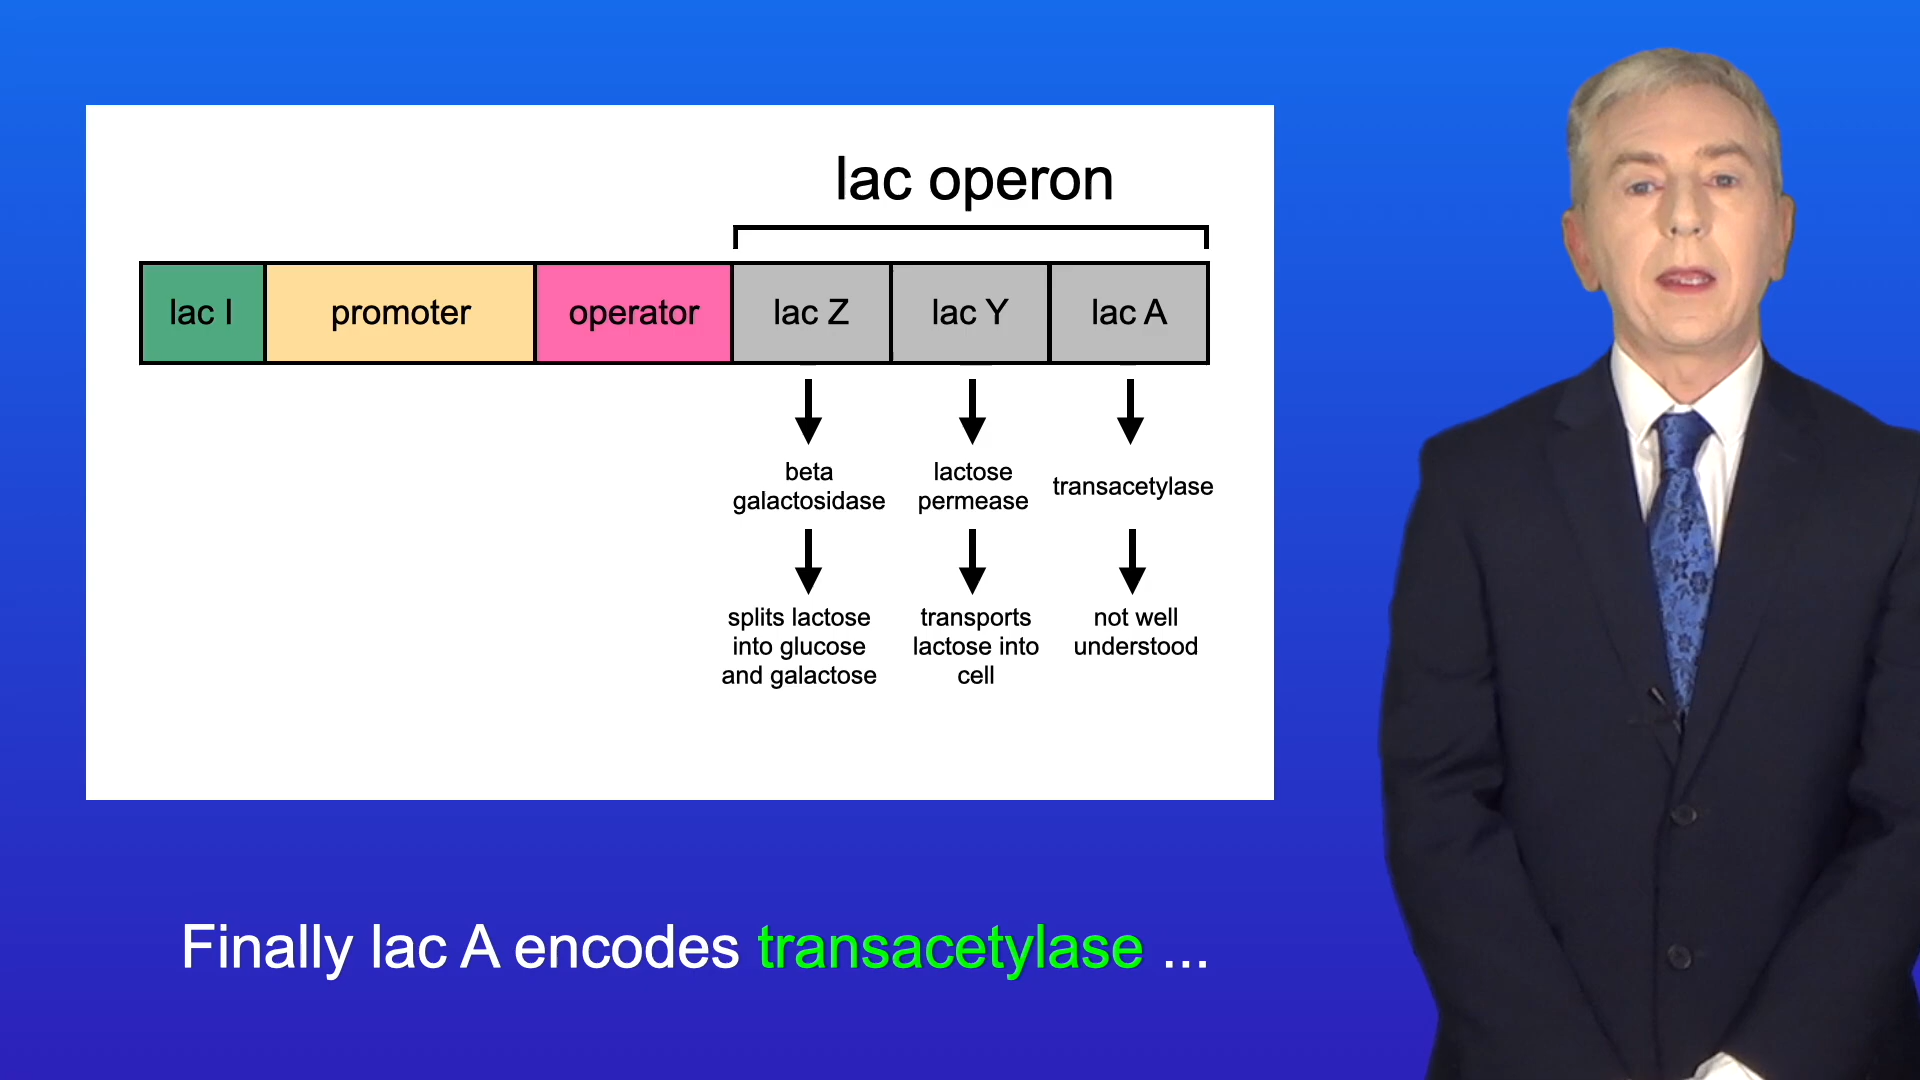 lac operon
lac I promoter operator lac Z lac Y lac A
beta
galactosidase
lactose
permease
transacetylase
splits lactose
into glucose
and galactose
transports
lactose into
cell
not well
understood
Finally lac A encodes transacetylase ...